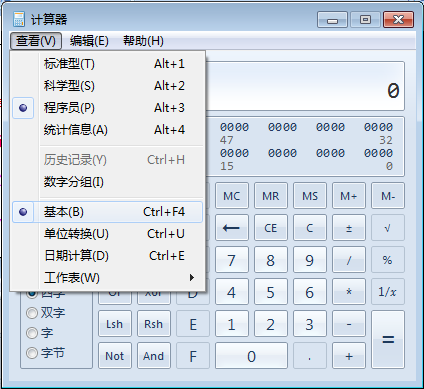 计算器
查看(V) 编辑(E) 帮助(H)
标准型(T) Alt+1
科学型(S) Alt+2
程序员(P) Alt+3
统计信息(A) Alt+4
历史记录(Y) Ctrl+H
数字分组(I)
基本(B) Ctrl+F4
单位转换(U) Ctrl+U
日期计算(D) Ctrl+E
工作表(W)
0
0000 0000 0000 0000
47 32
0000 0000 0000 0000
15 0
MC MR MS M+ M-
← CE C ± √
7 8 9 / %
4 5 6 * 1/x
双字 Lsh Rsh E 1 2 3 - =
字
字节 Not And F 0 . +